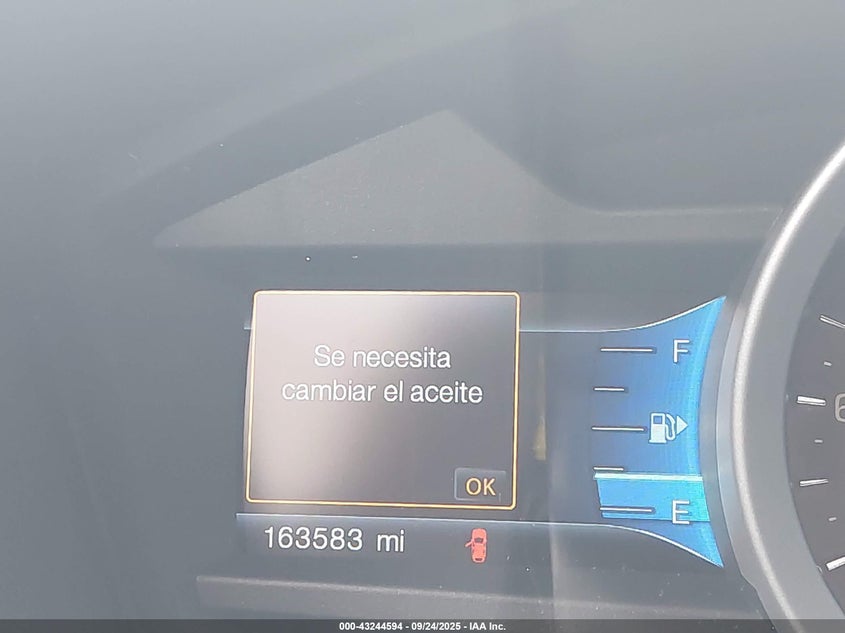 Se necesita
cambiar el aceite
OK
F
E
163583 mi
000-43244594 - 09/24/2025 - IAA Inc.